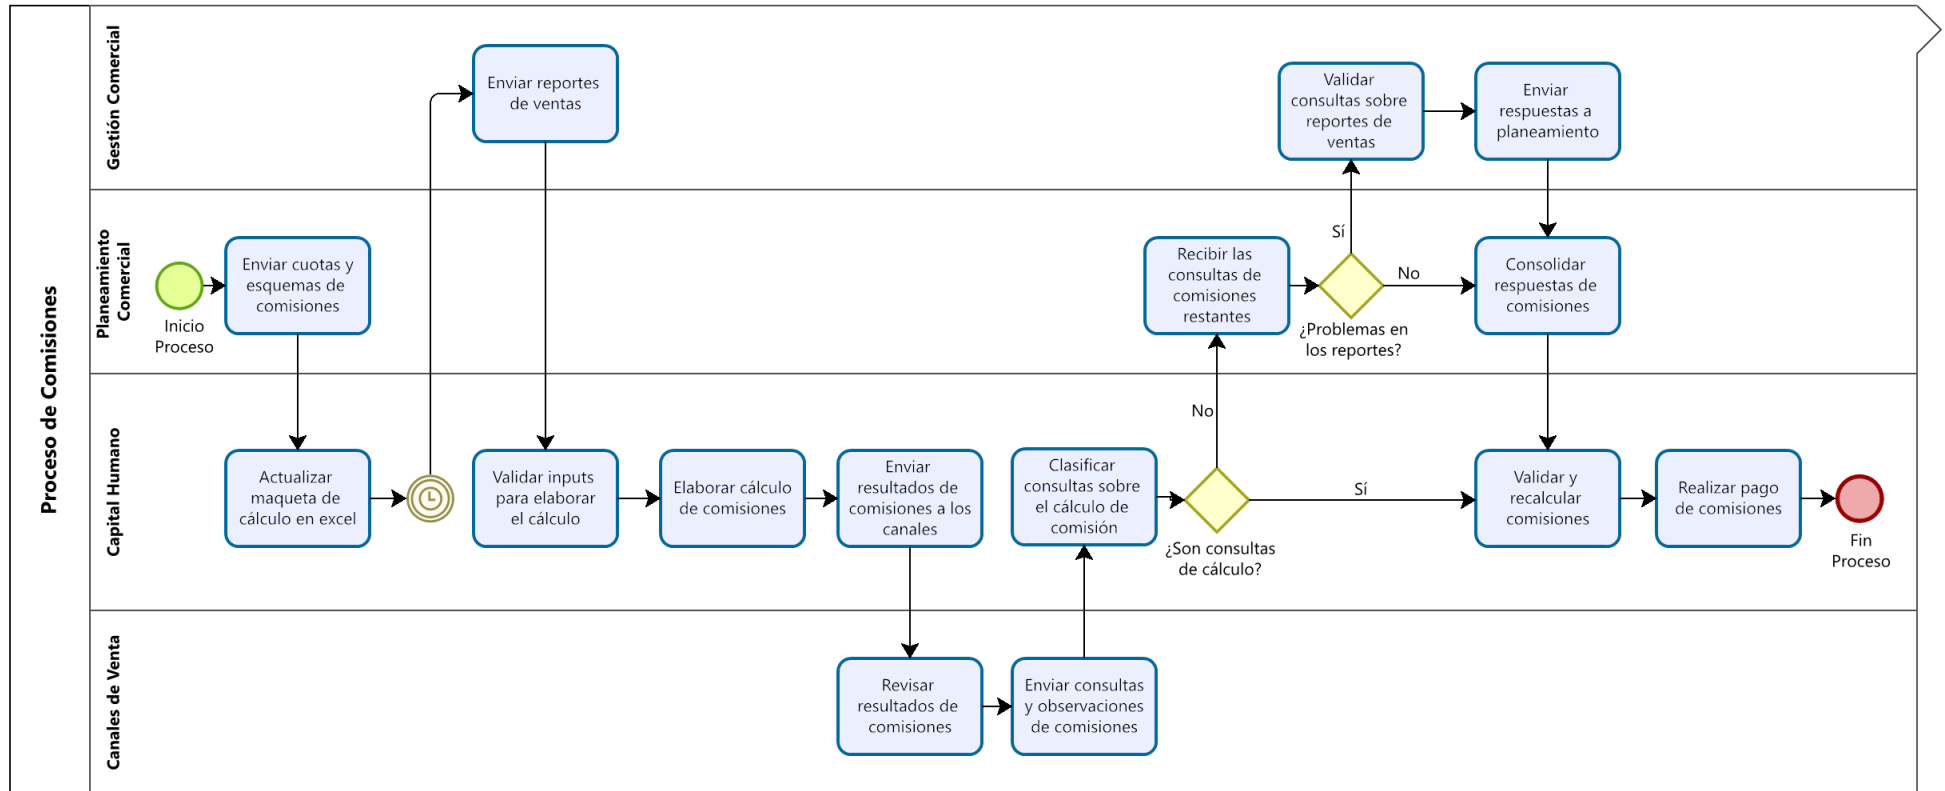 Proceso de Comisiones
Gestión Comercial
Enviar reportes
de ventas
Validar
consultas sobre
reportes de
ventas
Enviar
respuestas a
planeamiento
Planeamiento
Comercial
Inicio
Proceso
Enviar cuotas y
esquemas de
comisiones
Recibir las
consultas de
comisiones
restantes
¿Problemas en
los reportes?
Sí
No
Consolidar
respuestas de
comisiones
Capital Humano
Actualizar
maqueta de
cálculo en excel
Validar inputs
para elaborar
el cálculo
Elaborar cálculo
de comisiones
Enviar
resultados de
comisiones a los
canales
Clasificar
consultas sobre
el cálculo de
comisión
¿Son consultas
de cálculo?
No
Sí
Validar y
recalcular
comisiones
Realizar pago
de comisiones
Fin
Proceso
Canales de Venta
Revisar
resultados de
comisiones
Enviar consultas
y observaciones
de comisiones